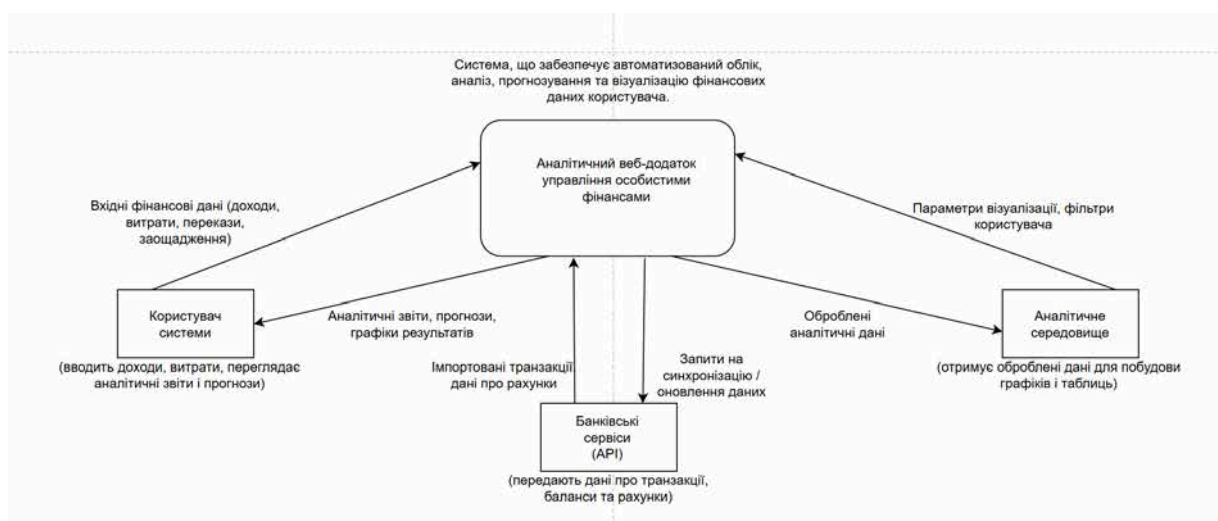 Система, що забезпечує автоматизований облік,
аналіз, прогнозування та візуалізацію фінансових
даних користувача.
Аналітичний веб-додаток
управління особистими
фінансами
Вхідні фінансові дані (доходи,
витрати, перекази,
заощадження)
Параметри візуалізації, фільтри
користувача
Користувач
системи
(вводить доходи, витрати, переглядає
аналітичні звіти і прогнози)
Аналітичні звіти, прогнози,
графіки результатів
Імпортовані транзакції,
дані про рахунки
Запити на
синхронізацію /
оновлення даних
Оброблені
аналітичні дані
Аналітичне
середовище
(отримує оброблені дані для побудови
графіків і таблиць)
Банківські
сервіси
(API)
(передають дані про транзакції,
баланси та рахунки)